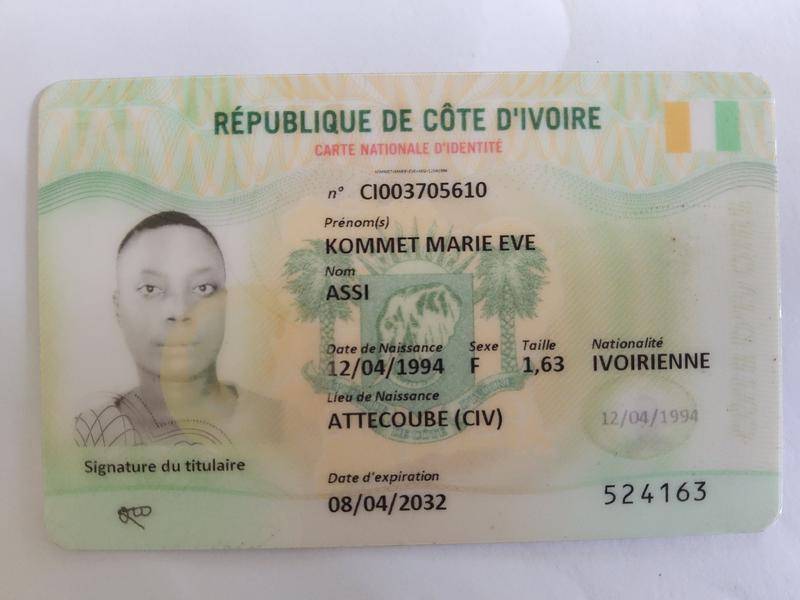 RÉPUBLIQUE DE CÔTE D'IVOIRE
CARTE NATIONALE D'IDENTITÉ
n° CI003705610
Prénom(s)
KOMMET MARIE EVE
Nom
ASSI
Date de Naissance Sexe Taille Nationalité
12/04/1994 F 1,63 IVOIRIENNE
Lieu de Naissance
ATTECOUBE (CIV)
12/04/1994
Signature du titulaire
Date d'expiration
08/04/2032
524163